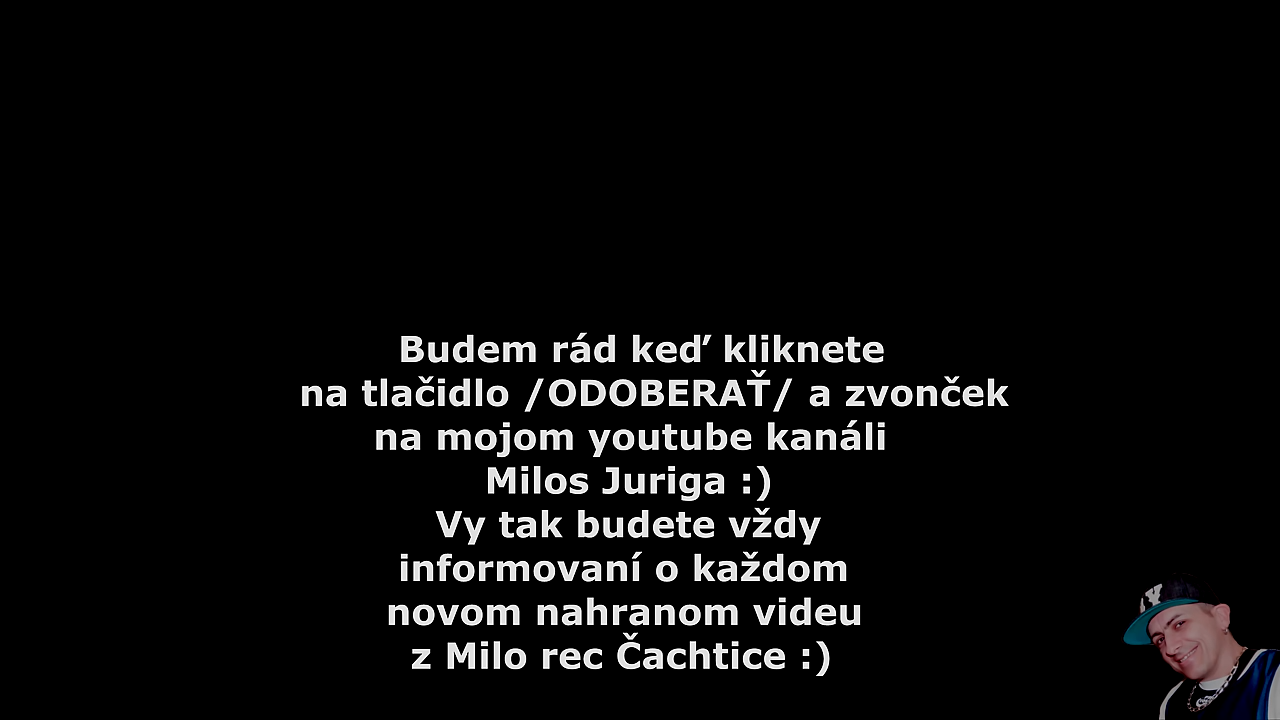 Budem rád keď kliknete
na tlačidlo /ODOBERAŤ/ a zvonček
na mojom youtube kanáli
Milos Juriga :)
Vy tak budete vždy
informovaní o každom
novom nahranom videu
z Milo rec Čachtice :)